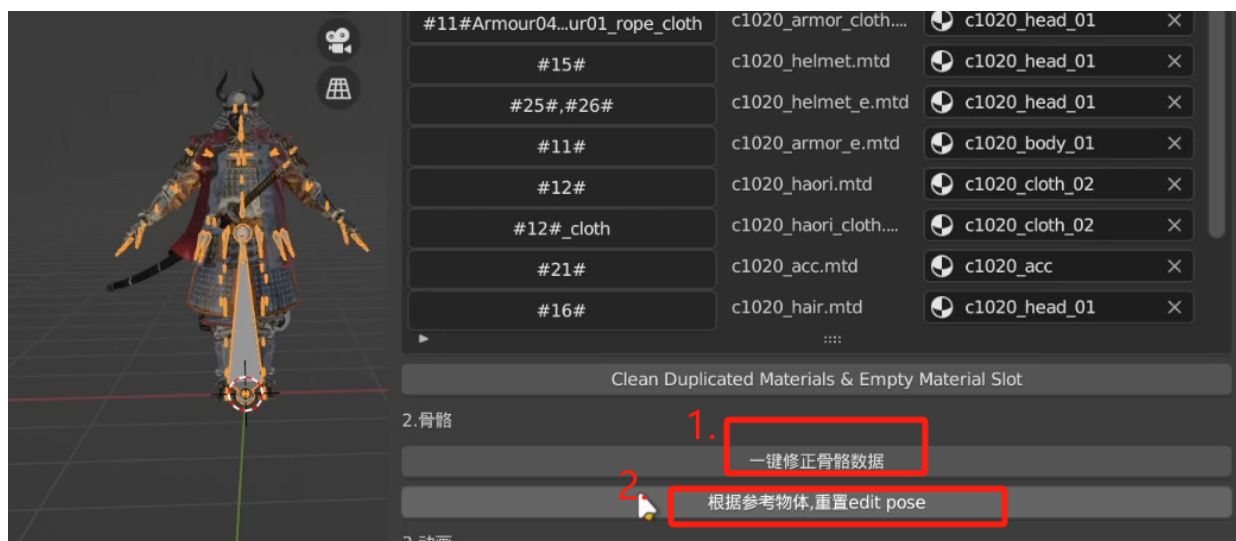 #11#Armour04...ur01_rope_cloth c1020_armor_cloth.... c1020_head_01
#15# c1020_helmet.mtd c1020_head_01
#25#,#26# c1020_helmet_e.mtd c1020_head_01
#11# c1020_armor_e.mtd c1020_body_01
#12# c1020_haori.mtd c1020_cloth_02
#12#_cloth c1020_haori_cloth.... c1020_cloth_02
#21# c1020_acc.mtd c1020_acc
#16# c1020_hair.mtd c1020_head_01
Clean Duplicated Materials & Empty Material Slot
2.骨骼
1.
一键修正骨骼数据
2.
根据参考物体,重置edit pose
3.动画